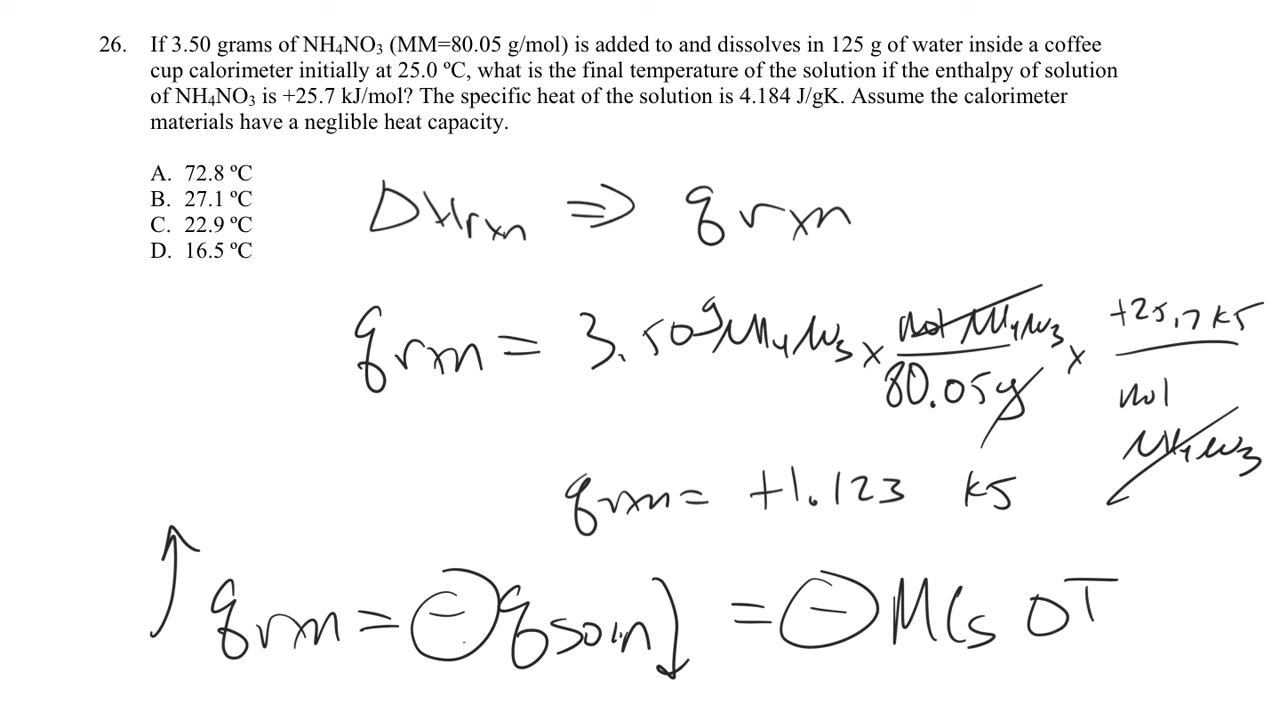 26. If 3.50 grams of NH₄NO₃ (MM=80.05 g/mol) is added to and dissolves in 125 g of water inside a coffee
cup calorimeter initially at 25.0 ºC, what is the final temperature of the solution if the enthalpy of solution
of NH₄NO₃ is +25.7 kJ/mol? The specific heat of the solution is 4.184 J/gK. Assume the calorimeter
materials have a neglible heat capacity.
A. 72.8 ºC
B. 27.1 ºC
C. 22.9 ºC
D. 16.5 ºC
ΔHrxn ⇒ qrxn
qrxn = 3.50g NH₄NO₃ × mol NH₄NO₃ / 80.05g × +25.7 kJ / mol NH₄NO₃
qrxn = +1.123 kJ
↑ qrxn = ⊖qsoln ↓ = ⊖MCs ΔT